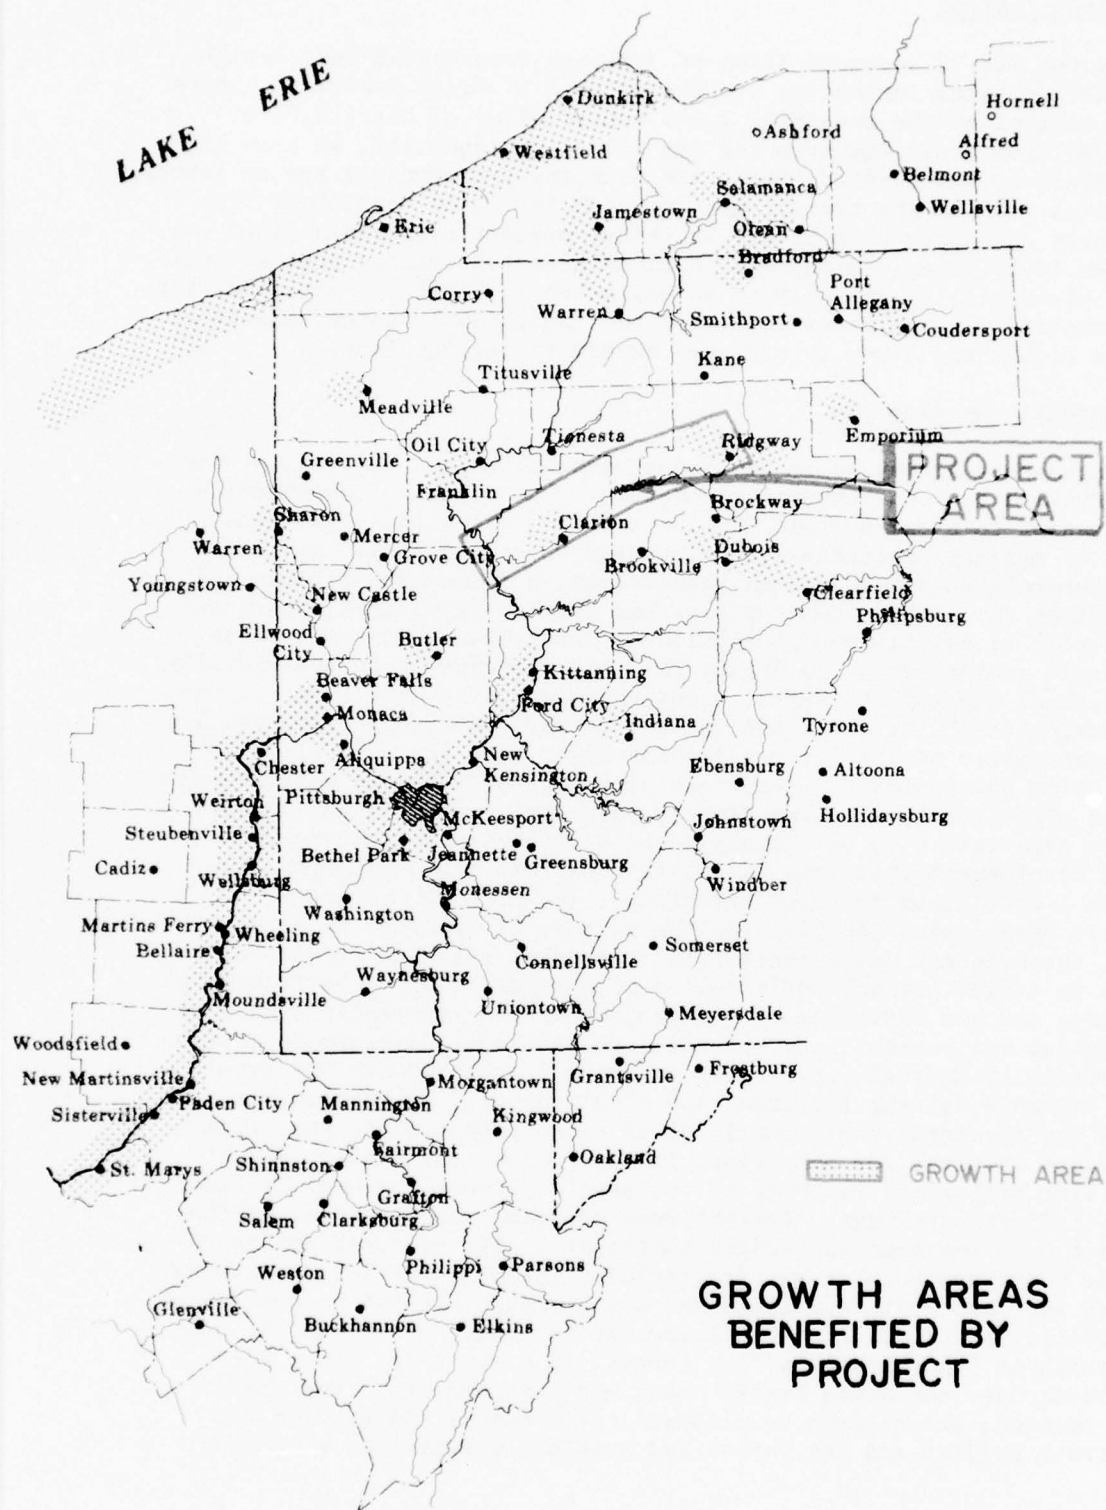 LAKE ERIE
Dunkirk
Hornell
Ashford
Alfred
Westfield
Belmont
Salamanca
Jamestown
Wellsville
Erie
Olean
Bradford
Corry
Port
Allegany
Warren
Smithport
Coudersport
Kane
Titusville
Meadville
Tionesta
Ridgway
Emporium
Oil City
Greenville
PROJECT
AREA
Franklin
Brockway
Sharon
Clarion
Mercer
Warren
Grove City
Dubois
Brookville
Youngstown
New Castle
Clearfield
Philipsburg
Ellwood
City
Butler
Kittanning
Beaver Falls
Ford City
Monaca
Indiana
Tyrone
Aliquippa
New
Kensington
Chester
Ebensburg
Altoona
Weirton
Pittsburgh
McKeesport
Johnstown
Hollidaysburg
Steubenville
Bethel Park
Jeannette
Greensburg
Cadiz
Wellsburg
Monessen
Windber
Washington
Martins Ferry
Wheeling
Bellaire
Somerset
Connellsville
Waynesburg
Moundsville
Uniontown
Meyersdale
Woodsfield
New Martinsville
Grantsville
Frostburg
Morgantown
Paden City
Mannington
Sisterville
Kingwood
Fairmont
Oakland
St. Marys
Shinnston
GROWTH AREA
Grafton
Salem
Clarksburg
Philippi
Parsons
Weston
Glenville
Buckhannon
Elkins
GROWTH AREAS
BENEFITED BY
PROJECT